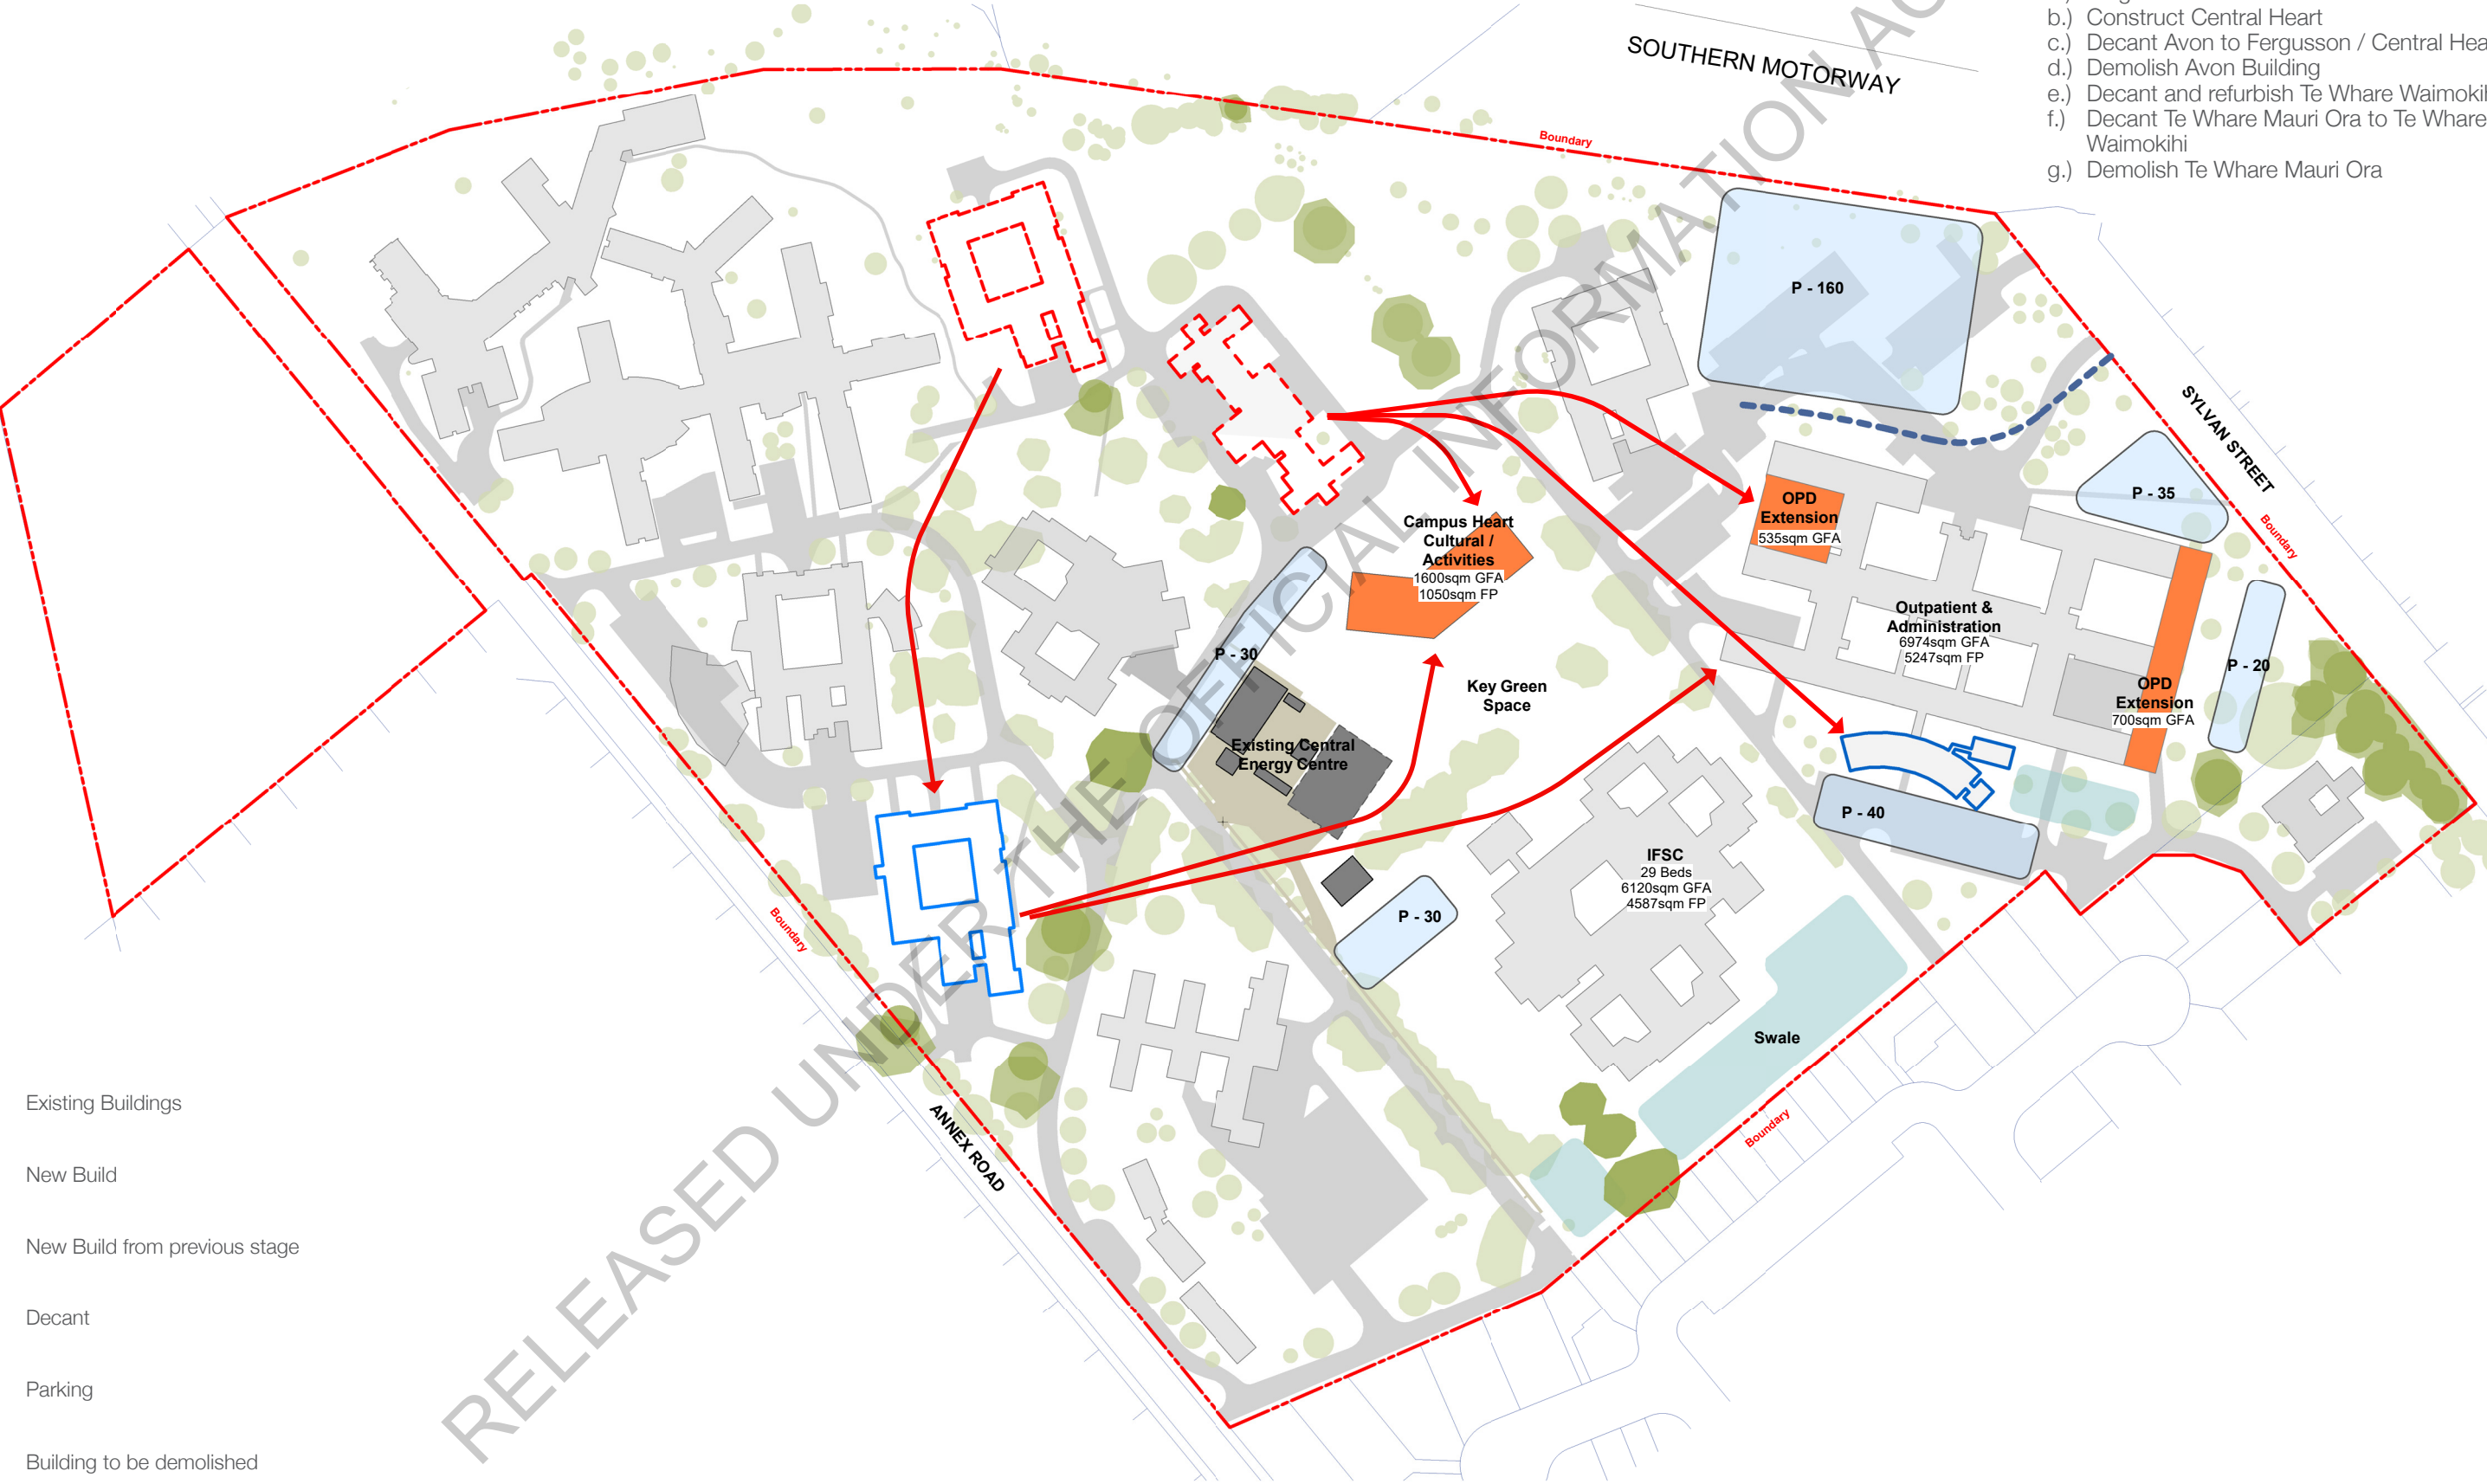 b.) Construct Central Heart
c.) Decant Avon to Fergusson / Central Hea
d.) Demolish Avon Building
e.) Decant and refurbish Te Whare Waimokih
f.) Decant Te Whare Mauri Ora to Te Whare
Waimokihi
g.) Demolish Te Whare Mauri Ora
SOUTHERN MOTORWAY
Boundary
P - 160
SYLVAN STREET
P - 35
Boundary
OPD
Extension
535sqm GFA
Campus Heart
Cultural /
Activities
1600sqm GFA
1050sqm FP
Outpatient &
Administration
6974sqm GFA
5247sqm FP
P - 30
P - 20
Key Green
Space
OPD
Extension
700sqm GFA
Existing Central
Energy Centre
P - 40
IFSC
29 Beds
6120sqm GFA
4587sqm FP
P - 30
Boundary
Swale
Boundary
ANNEX ROAD
Existing Buildings
New Build
New Build from previous stage
Decant
Parking
Building to be demolished
RELEASED UNDER THE OFFICIAL INFORMATION AC